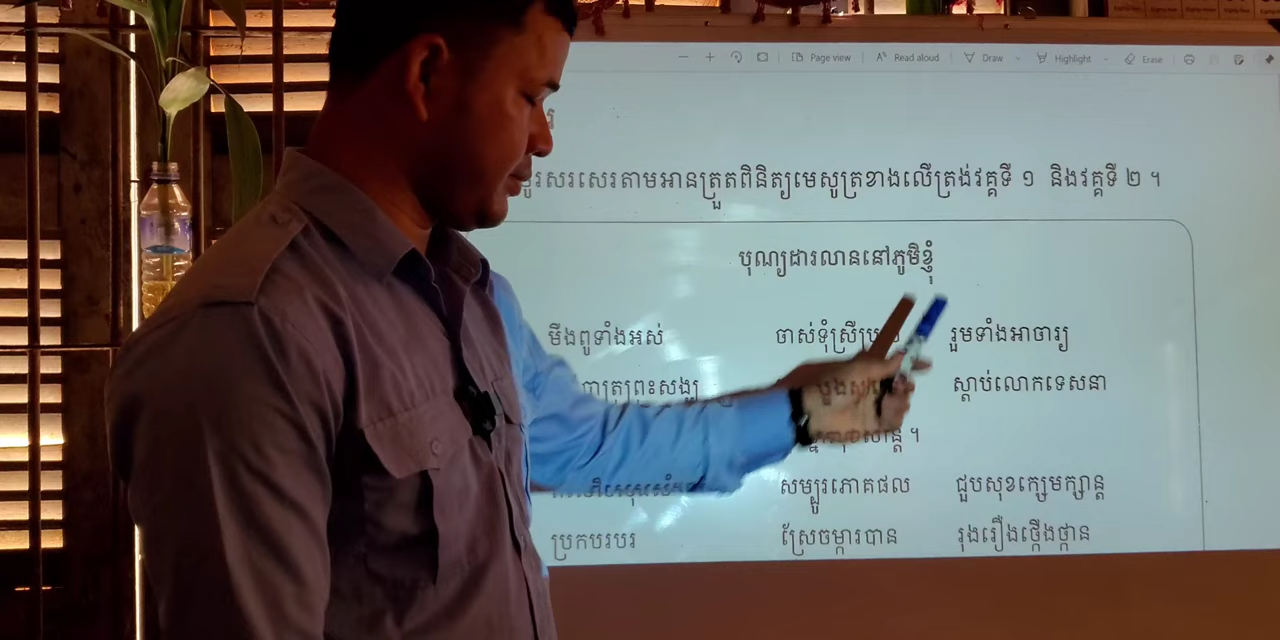 Page view Read aloud Draw Highlight Erase
សរសេរតាមអានត្រួតពិនិត្យមេសូត្រខាងលើត្រង់វគ្គទី ១ និងវគ្គទី ២ ។
បុណ្យដារលាននៅភូមិខ្ញុំ
មីងពូទាំងអស់ ចាស់ទុំស្រីប្រុស រួមទាំងអាចារ្យ
ព្រះសង្ឃ ស្តាប់លោកទេសនា
សម្បូរភោគផល ជួបសុខក្សេមក្សាន្ត
ប្រកបរបរ ស្រែចម្ការបាន រុងរឿងថ្កើងថ្កាន